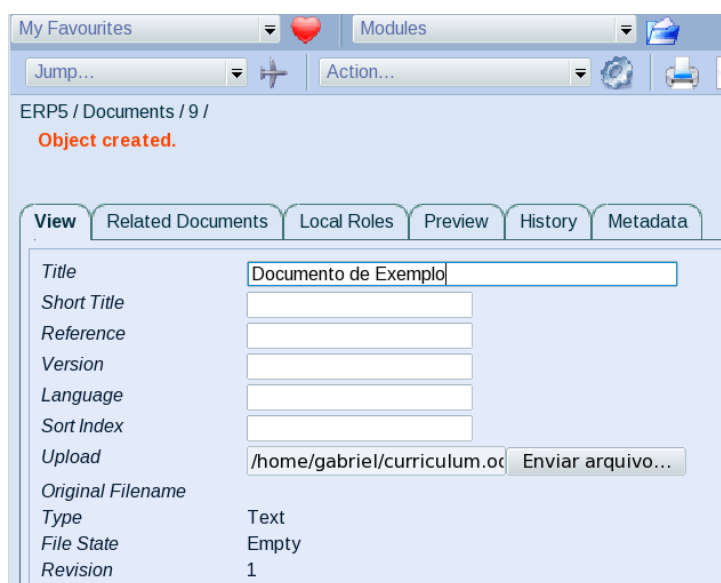 My Favourites Modules
Jump... Action...
ERP5 / Documents / 9 /
Object created.
View Related Documents Local Roles Preview History Metadata
Title Documento de Exemplo
Short Title
Reference
Version
Language
Sort Index
Upload /home/gabriel/curriculum.od Enviar arquivo...
Original Filename
Type Text
File State Empty
Revision 1